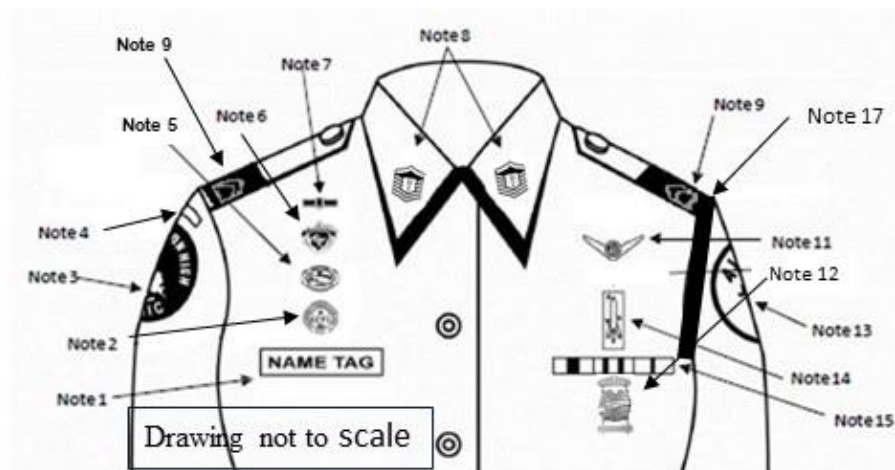 Note 8
Note 9
Note 7
Note 9
Note 17
Note 6
Note 5
Note 4
Note 11
Note 3
Note 12
Note 2
Note 13
NAME TAG
Note 14
Note 1
Note 15
Drawing not to scale